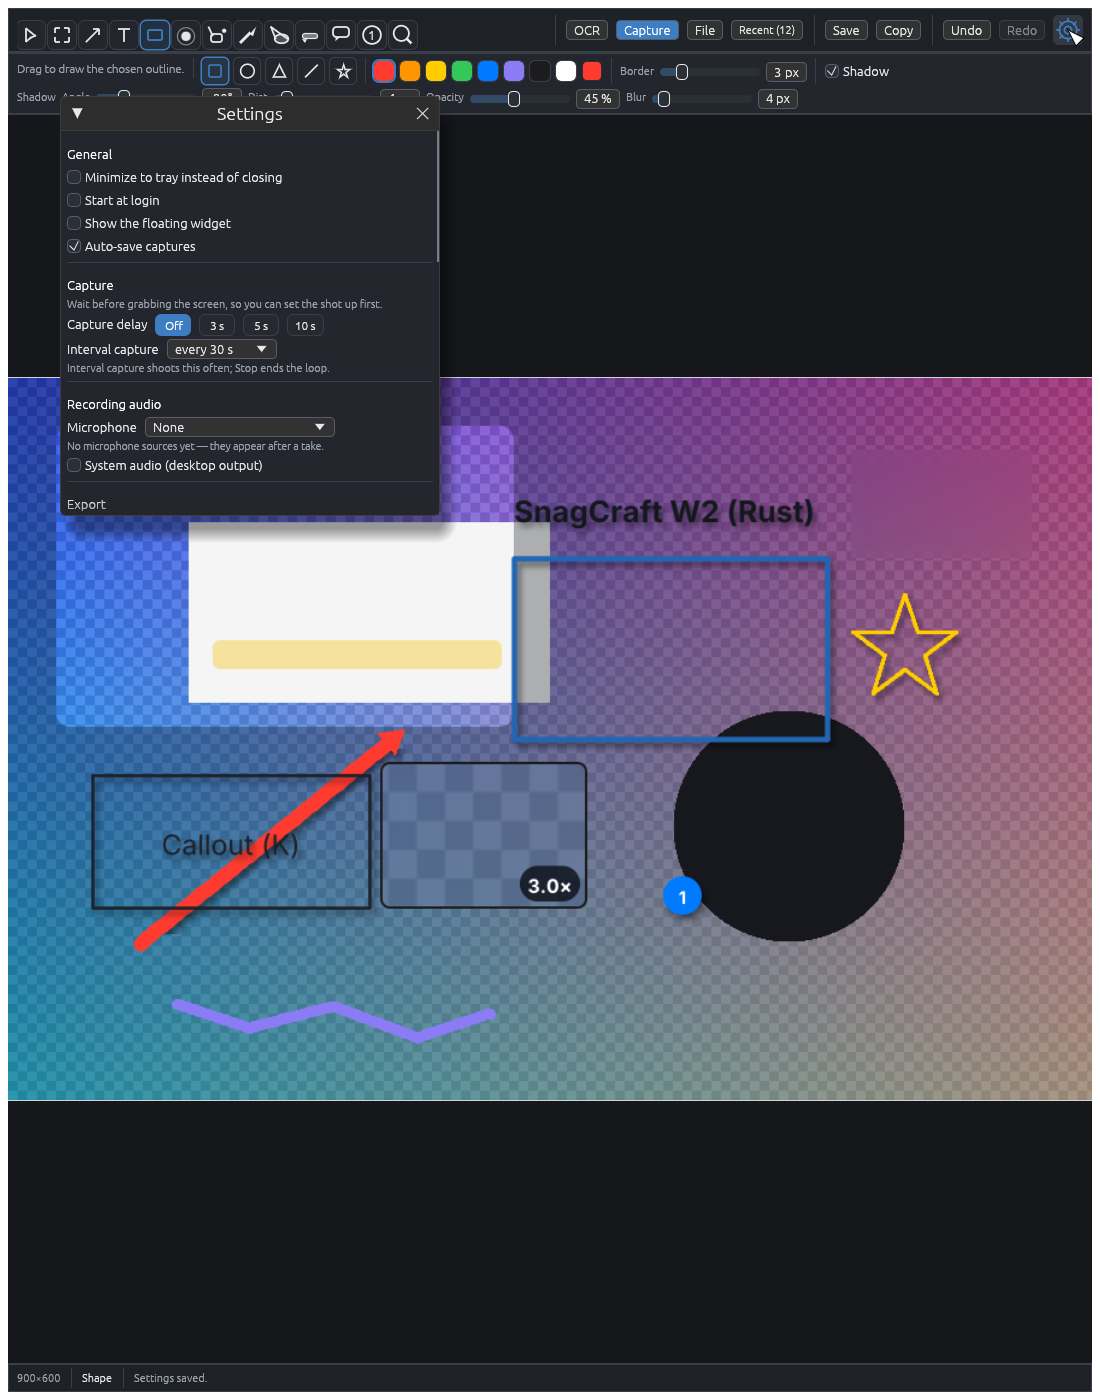 T
1
OCR Capture File Recent (12) Save Copy Undo Redo
Drag to draw the chosen outline.
Border 3 px Shadow
Shadow Angle Dist Opacity 45 % Blur 4 px
Settings
General
Minimize to tray instead of closing
Start at login
Show the floating widget
Auto-save captures
Capture
Wait before grabbing the screen, so you can set the shot up first.
Capture delay Off 3 s 5 s 10 s
Interval capture every 30 s
Interval capture shoots this often; Stop ends the loop.
Recording audio
Microphone None
No microphone sources yet — they appear after a take.
System audio (desktop output)
Export
SnagCraft W2 (Rust)
Callout (K)
3.0×
1
900×600 Shape Settings saved.